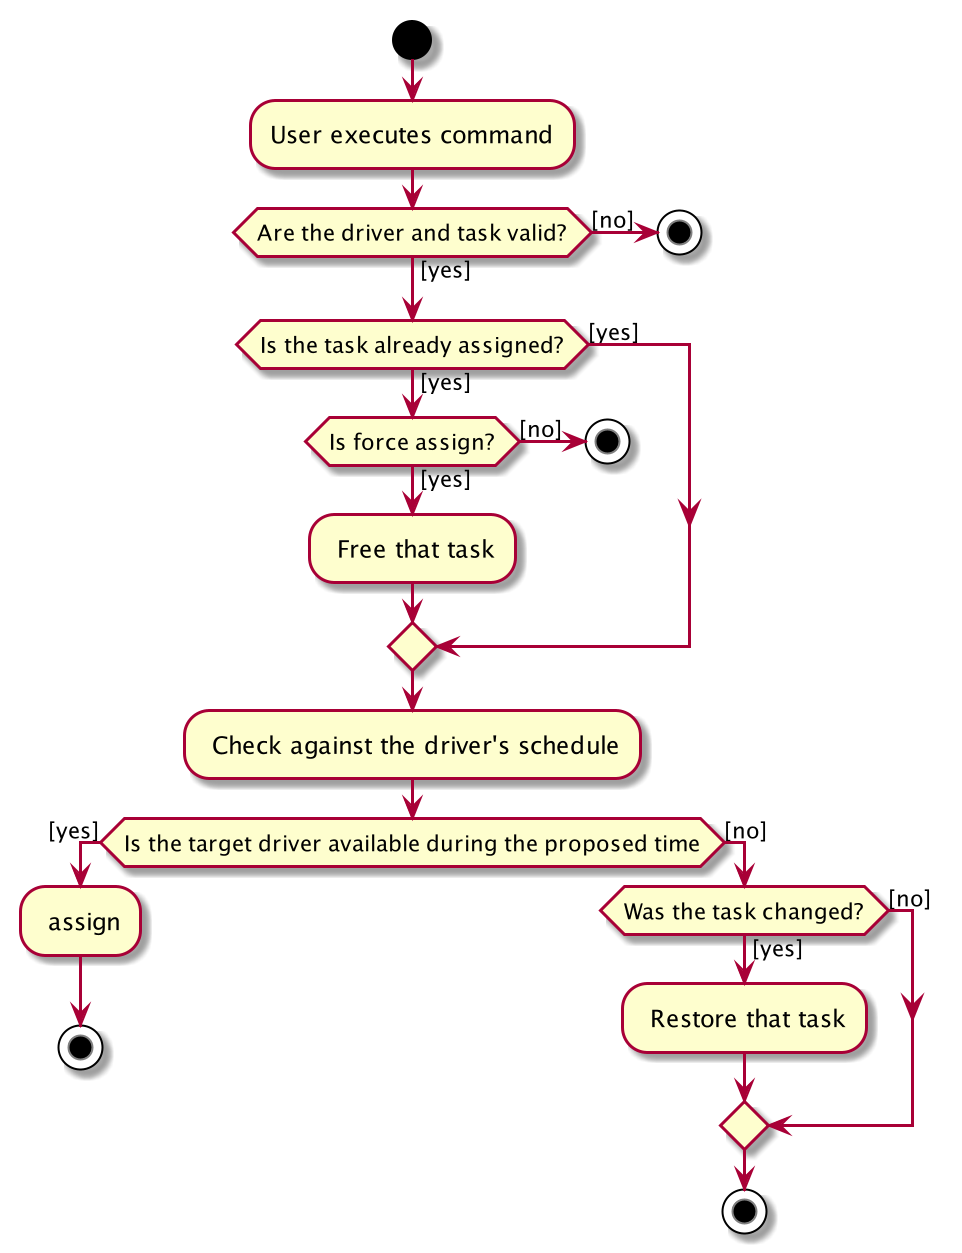 User executes command
Are the driver and task valid?
[no]
[yes]
Is the task already assigned?
[yes]
[yes]
Is force assign?
[no]
[yes]
Free that task
Check against the driver's schedule
[yes]
Is the target driver available during the proposed time
[no]
assign
Was the task changed?
[no]
[yes]
Restore that task